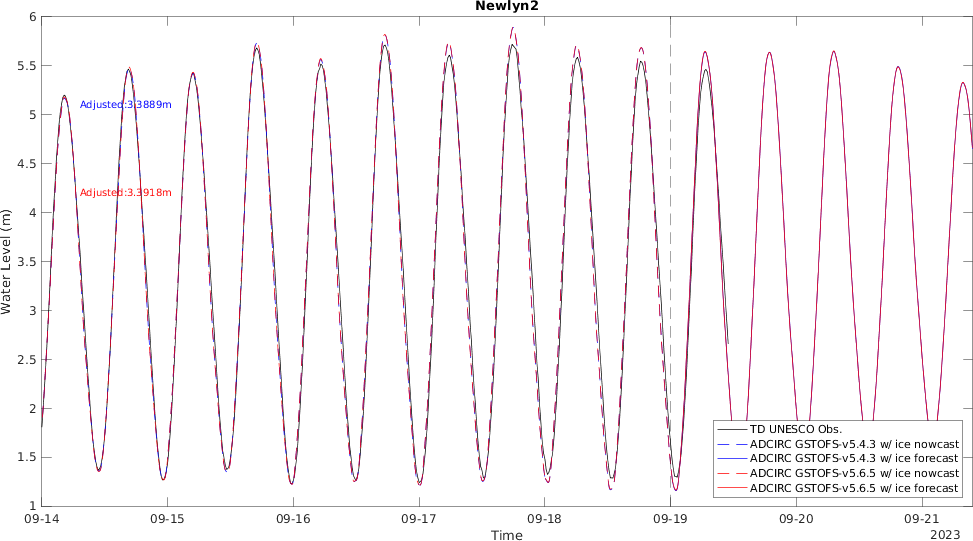 Newlyn2
Water Level (m)
6
5.5
5
4.5
4
3.5
3
2.5
2
1.5
1
Adjusted:3.3889m
Adjusted:3.3918m
TD UNESCO Obs.
ADCIRC GSTOFS-v5.4.3 w/ ice nowcast
ADCIRC GSTOFS-v5.4.3 w/ ice forecast
ADCIRC GSTOFS-v5.6.5 w/ ice nowcast
ADCIRC GSTOFS-v5.6.5 w/ ice forecast
09-14 09-15 09-16 09-17 09-18 09-19 09-20 09-21
Time
2023